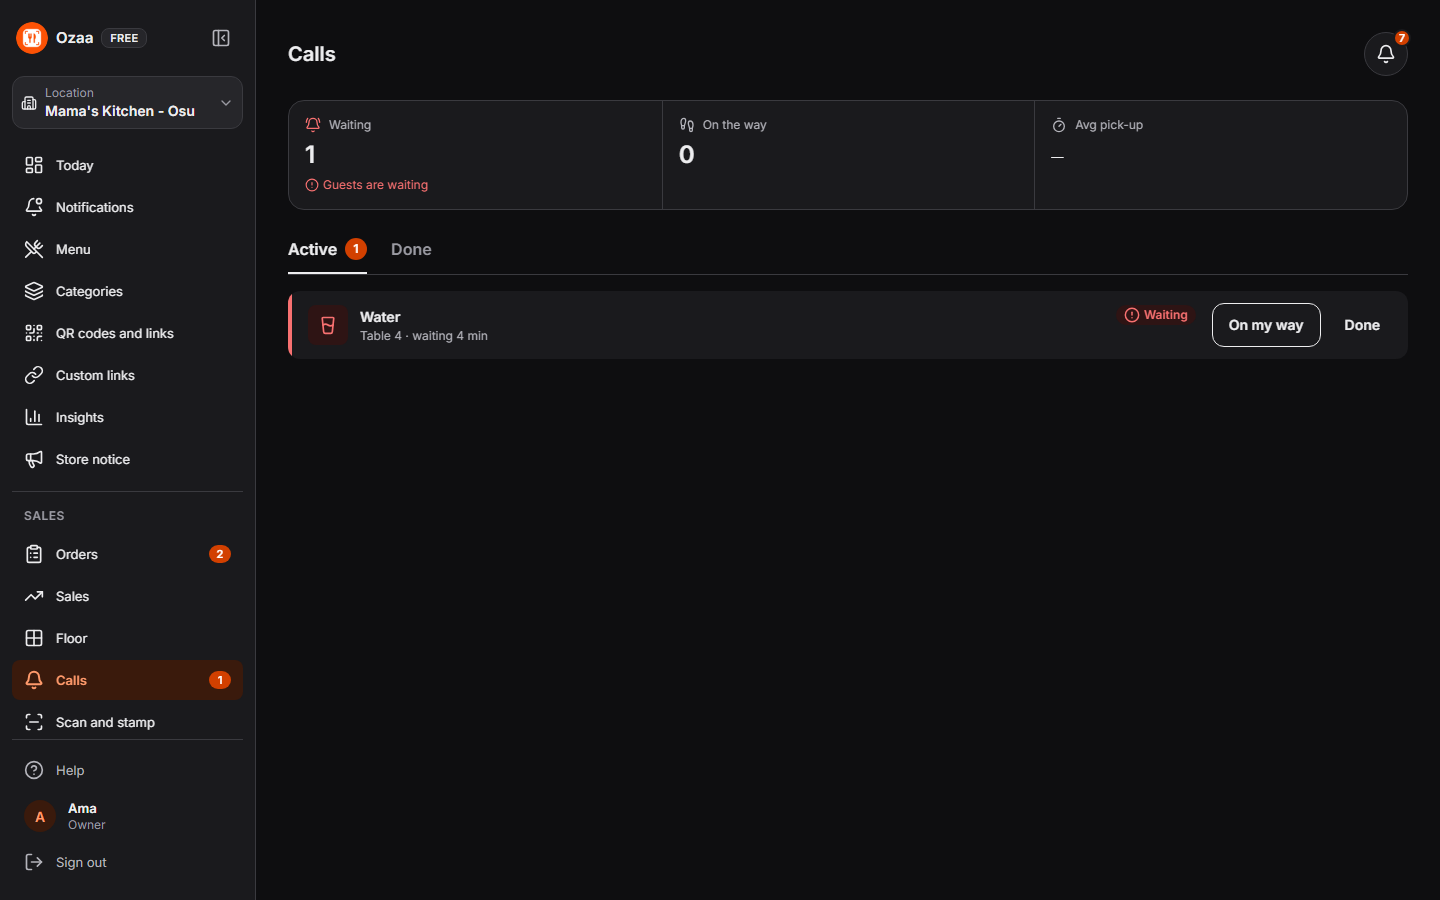 Ozaa FREE
Location
Mama's Kitchen - Osu
Today
Notifications
Menu
Categories
QR codes and links
Custom links
Insights
Store notice
SALES
Orders 2
Sales
Floor
Calls 1
Scan and stamp
Help
A
Ama
Owner
Sign out
Calls
7
Waiting
1
Guests are waiting
On the way
0
Avg pick-up
–
Active 1 Done
Water
Table 4 · waiting 4 min
Waiting
On my way
Done